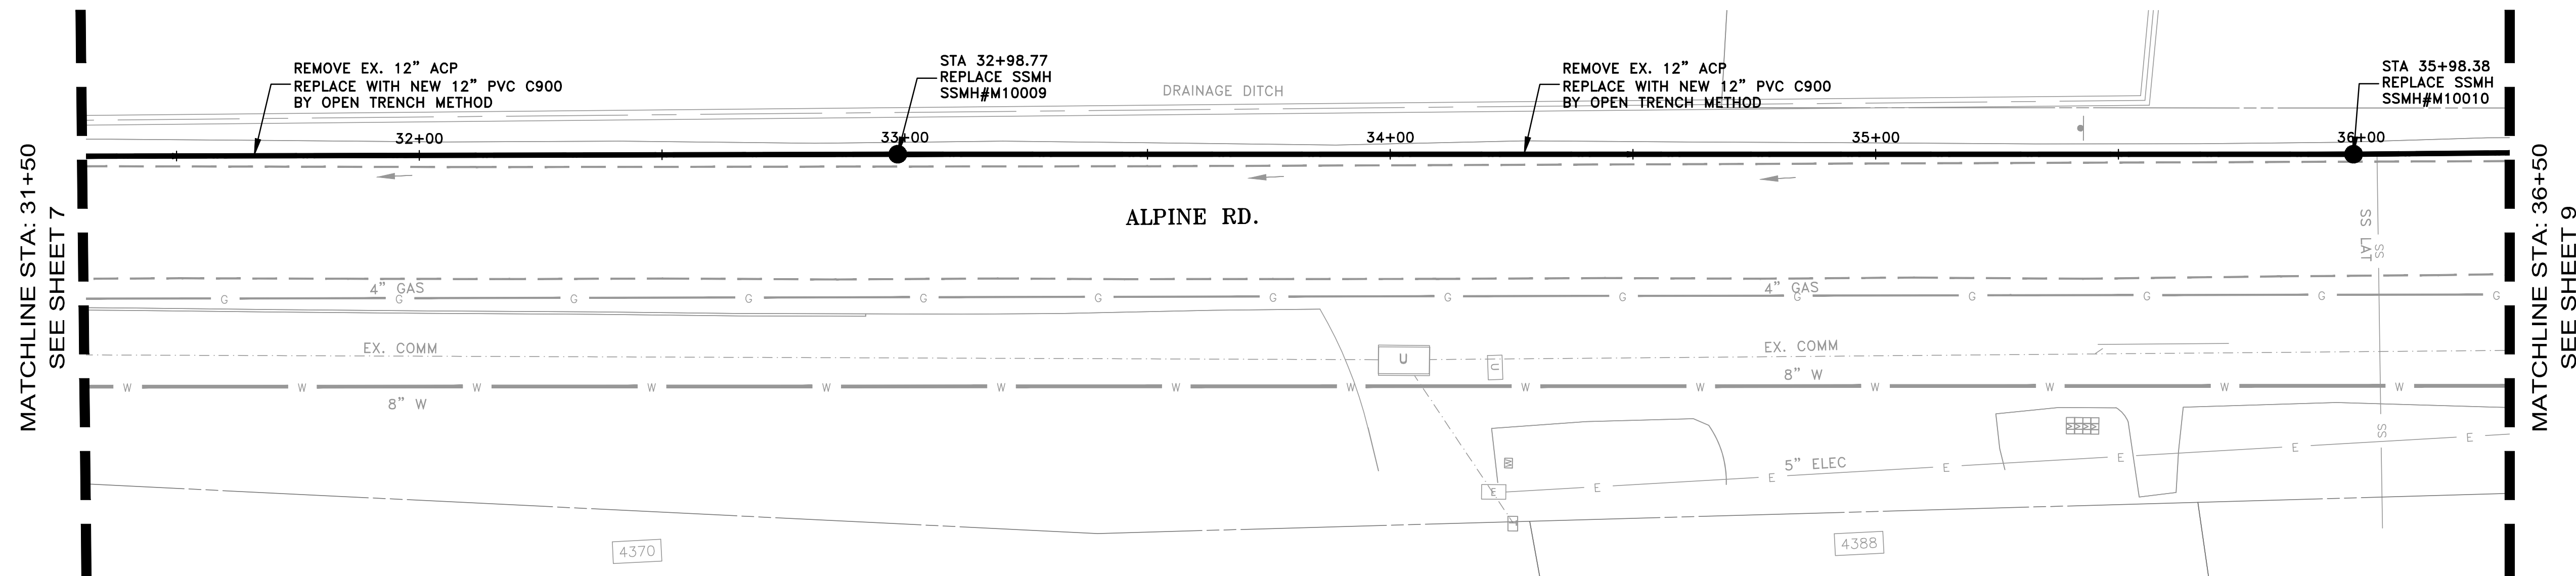 REMOVE EX. 12" ACP
REPLACE WITH NEW 12" PVC C900
BY OPEN TRENCH METHOD
STA 32+98.77
REPLACE SSMH
SSMH#M10009
DRAINAGE DITCH
REMOVE EX. 12" ACP
REPLACE WITH NEW 12" PVC C900
BY OPEN TRENCH METHOD
STA 35+98.38
REPLACE SSMH
SSMH#M10010
32+00
33+00
34+00
35+00
36+00
MATCHLINE STA: 31+50
SEE SHEET 7
MATCHLINE STA: 36+50
SEE SHEET 9
ALPINE RD.
SS LAT
SS
4" GAS
4" GAS
G G G G G G G G G G G G G G
EX. COMM
U
U
EX. COMM
8" W
W W W W W W W W W W W W W W
8" W
SS
5" ELEC
E E E E E E
W
E
4370
4388